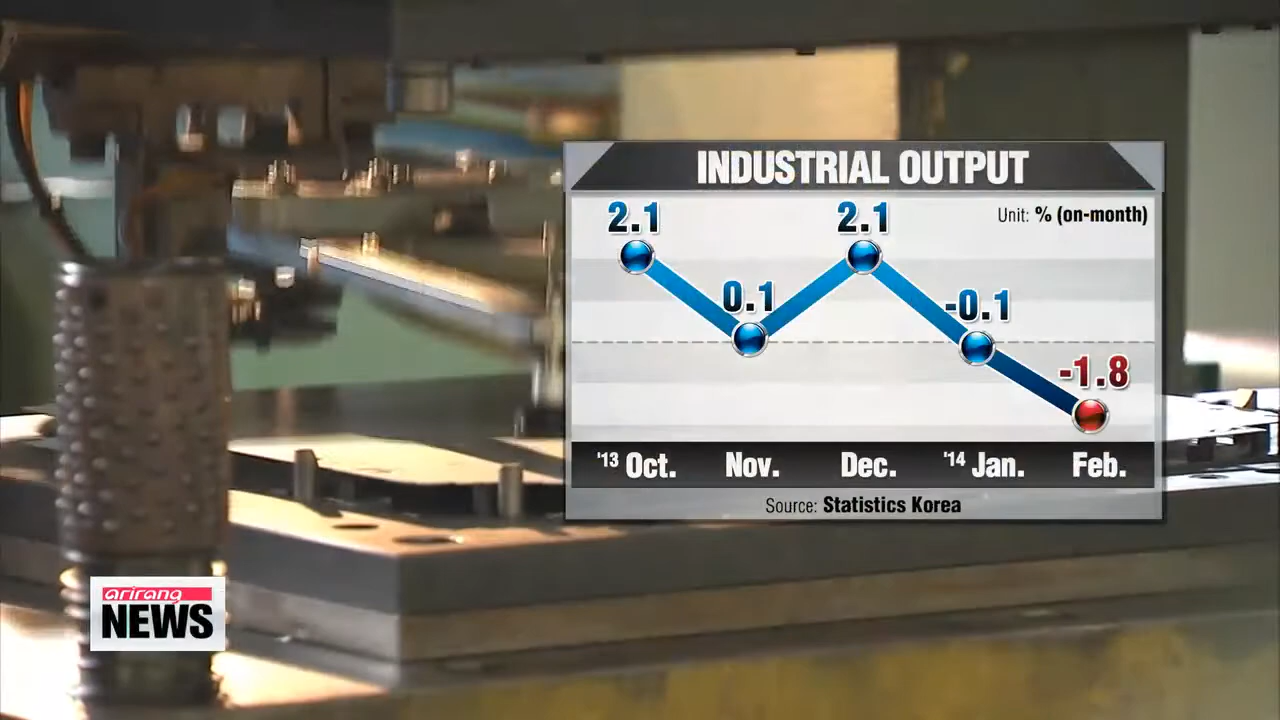 INDUSTRIAL OUTPUT
Unit: % (on-month)
2.1
0.1
2.1
-0.1
-1.8
'13 Oct. Nov. Dec. '14 Jan. Feb.
Source: Statistics Korea
arirang
NEWS